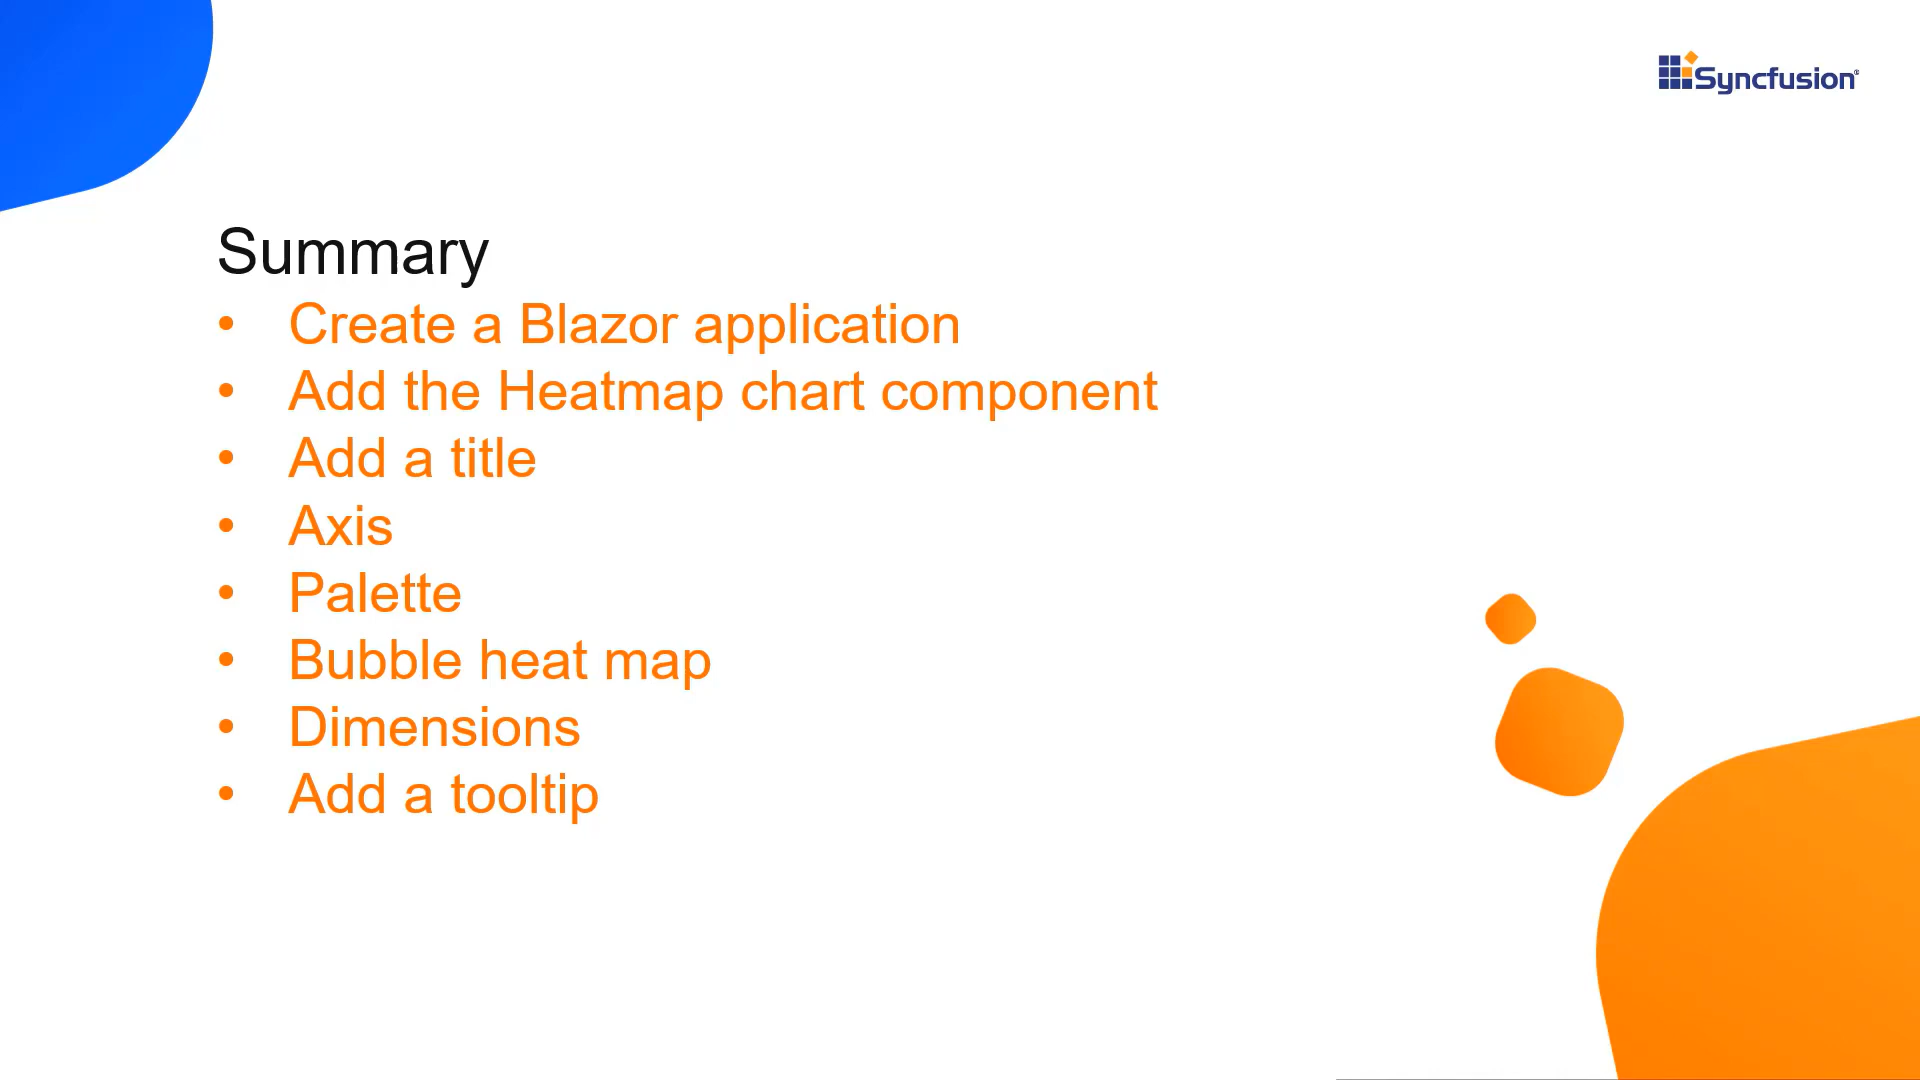 Syncfusion®
Summary
• Create a Blazor application
• Add the Heatmap chart component
• Add a title
• Axis
• Palette
• Bubble heat map
• Dimensions
• Add a tooltip